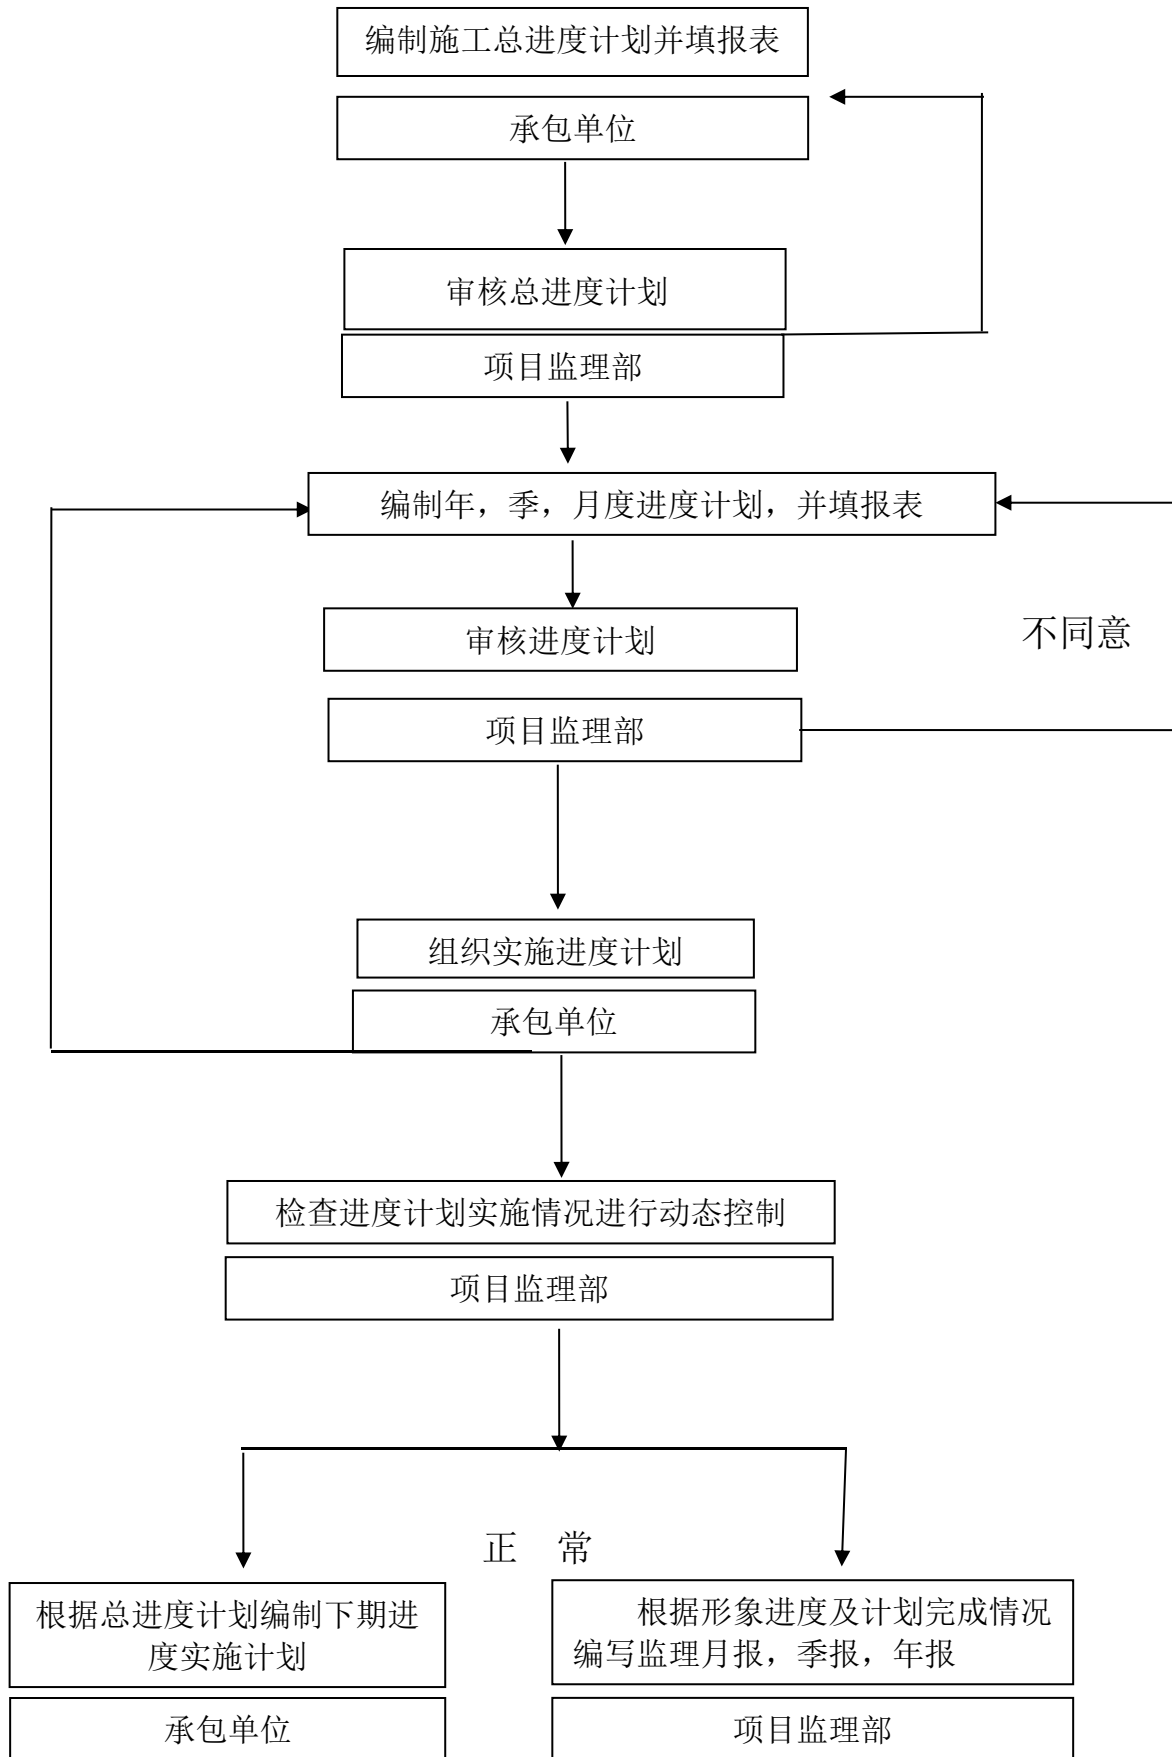 编制施工总进度计划并填报表
承包单位
审核总进度计划
项目监理部
编制年，季，月度进度计划，并填报表
审核进度计划
不同意
项目监理部
组织实施进度计划
承包单位
检查进度计划实施情况进行动态控制
项目监理部
正 常
根据总进度计划编制下期进
度实施计划
承包单位
根据形象进度及计划完成情况
编写监理月报，季报，年报
项目监理部